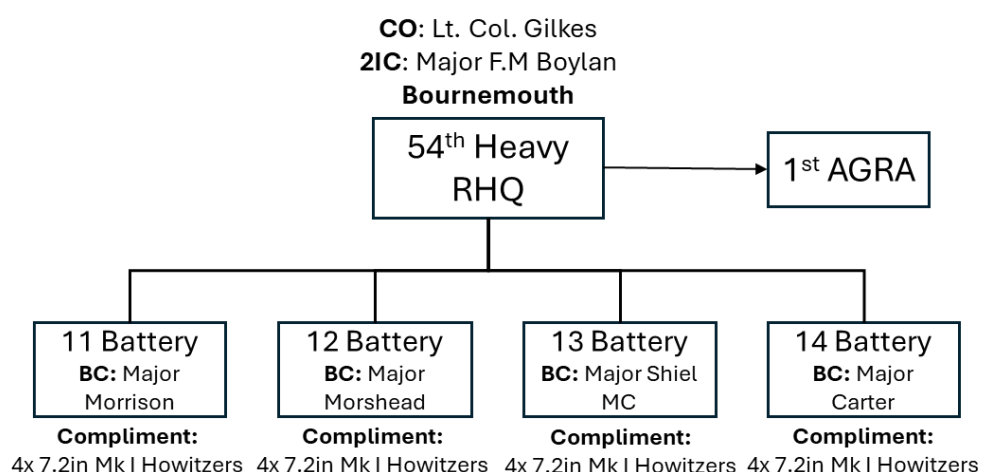 CO: Lt. Col. Gilkes
2IC: Major F.M Boylan
Bournemouth
54th Heavy
RHQ
1st AGRA
11 Battery
BC: Major
Morrison
Compliment:
4x 7.2in Mk I Howitzers
12 Battery
BC: Major
Morshead
Compliment:
4x 7.2in Mk I Howitzers
13 Battery
BC: Major Shiel
MC
Compliment:
4x 7.2in Mk I Howitzers
14 Battery
BC: Major
Carter
Compliment:
4x 7.2in Mk I Howitzers